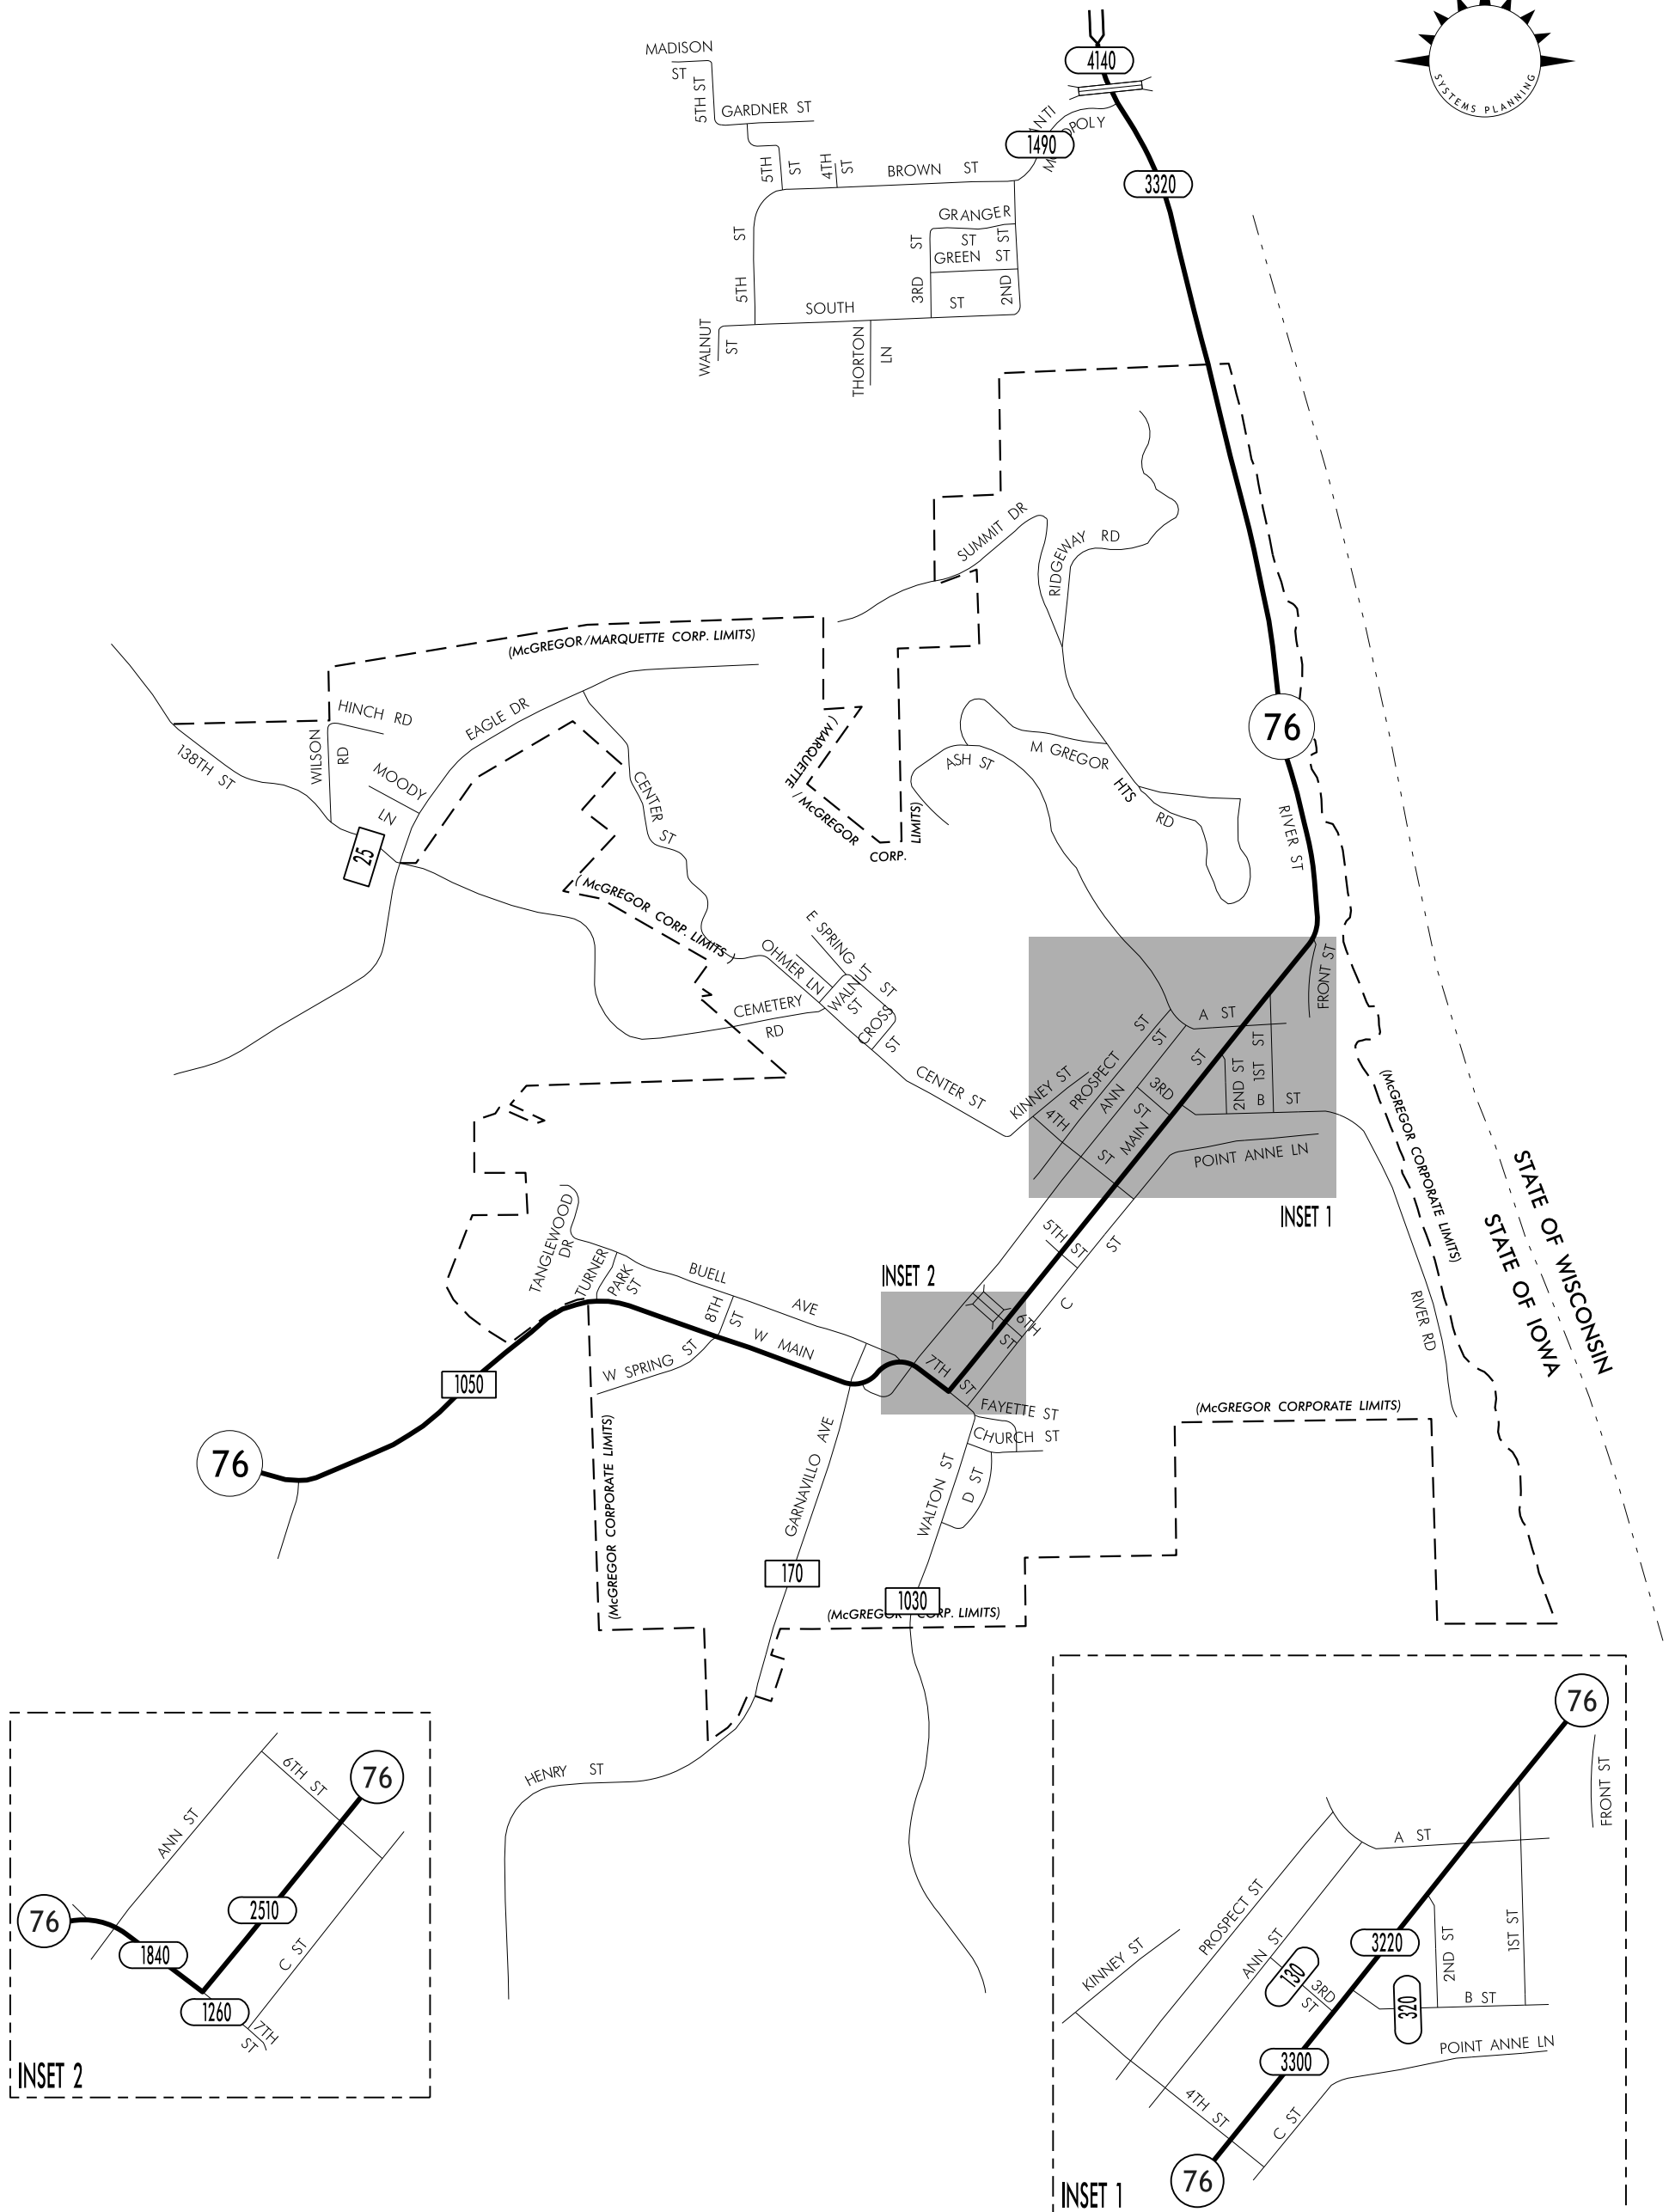 SYSTEMS PLANNING
4140
MADISON
ST
5TH ST
GARDNER ST
ANTI
POLY
1490
3320
5TH
ST
4TH
ST
BROWN ST
GRANGER
ST
ST
ST
GREEN ST
3RD
2ND
ST
5TH
SOUTH ST
WALNUT
ST
THORTON
LN
SUMMIT DR
RIDGEWAY RD
(McGREGOR/MARQUETTE CORP. LIMITS)
HINCH RD
EAGLE DR
WILSON
RD
138TH ST
MOODY
LN
25
CENTER
ST
(MARQUETTE
/McGREGOR
CORP.
LIMITS)
ASH ST
M GREGOR
HTS
RD
76
RIVER ST
(McGREGOR CORP. LIMITS)
E SPRING
ST
OHMER LN
WALNUT
ST
CROSS
ST
CEMETERY
RD
CENTER ST
KINNEY ST
PROSPECT
ST
ANN
ST
4TH
ST
3RD
ST
MAIN
ST
A ST
FRONT ST
2ND ST
1ST ST
B ST
POINT ANNE LN
INSET 1
(McGREGOR CORPORATE LIMITS)
STATE OF WISCONSIN
STATE OF IOWA
RIVER RD
5TH
ST
C
ST
TANGLEWOOD
DR
TURNER
PARK
ST
BUELL
AVE
INSET 2
8TH
ST
W MAIN
W SPRING ST
6TH
ST
7TH
ST
1050
76
FAYETTE ST
CHURCH ST
(McGREGOR CORPORATE LIMITS)
(McGREGOR CORPORATE LIMITS)
GARNAVILLO AVE
WALTON ST
D ST
170
1030
(McGREGOR CORP. LIMITS)
HENRY ST
6TH ST
76
ANN ST
2510
76
1840
C ST
1260
7TH
ST
INSET 2
76
FRONT ST
A ST
PROSPECT ST
ANN ST
KINNEY ST
3220
2ND ST
1ST ST
130
3RD
ST
320
B ST
3300
POINT ANNE LN
4TH ST
C ST
76
INSET 1